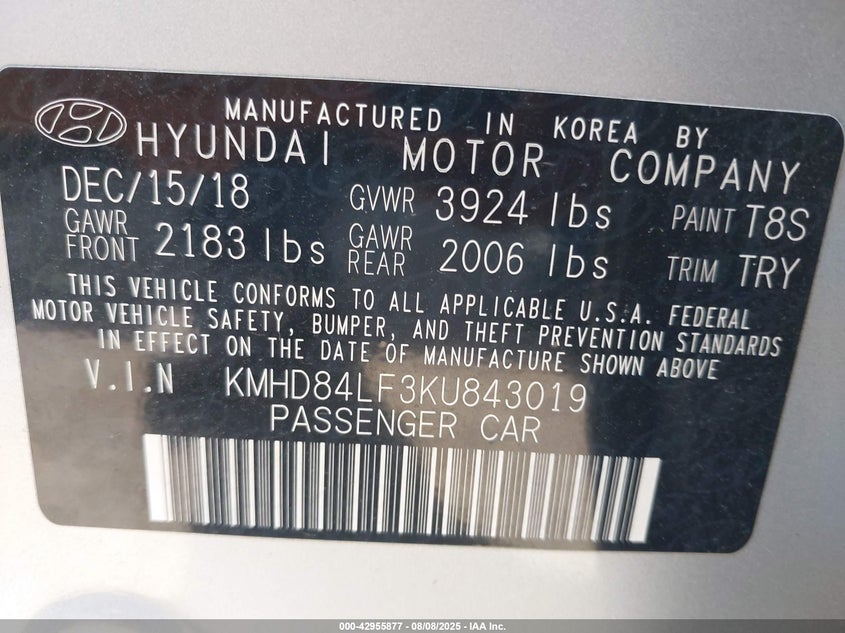 MANUFACTURED IN KOREA BY
HYUNDAI MOTOR COMPANY
DEC/15/18 GVWR 3924 lbs PAINT T8S
GAWR FRONT 2183 lbs GAWR REAR 2006 lbs TRIM TRY
THIS VEHICLE CONFORMS TO ALL APPLICABLE U.S.A. FEDERAL
MOTOR VEHICLE SAFETY, BUMPER, AND THEFT PREVENTION STANDARDS
IN EFFECT ON THE DATE OF MANUFACTURE SHOWN ABOVE
V.I.N KMHD84LF3KU843019
PASSENGER CAR
000-42955877 - 08/08/2025 - IAA Inc.